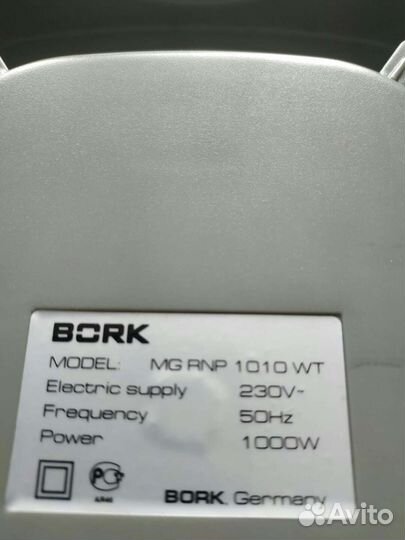 BORK
MODEL: MG RNP 1010 WT
Electric supply 230V~
Frequency 50Hz
Power 1000W
BORK, Germany
Avito